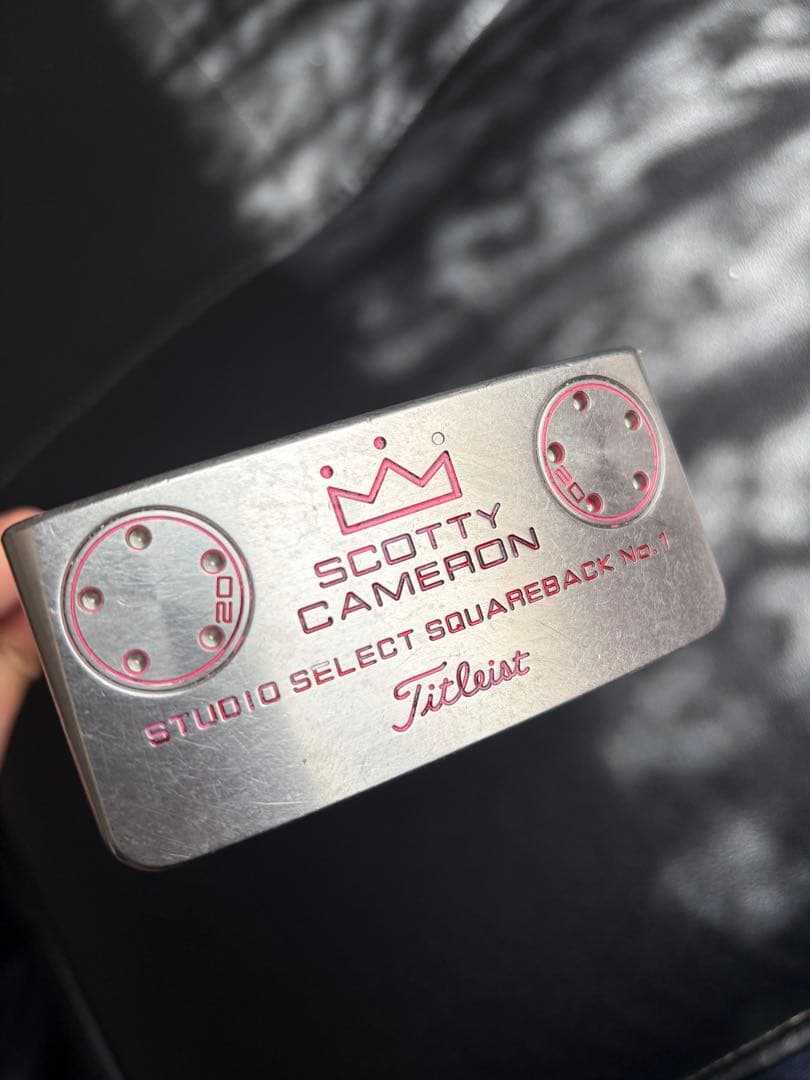 SCOTTY
CAMERON
STUDIO SELECT SQUAREBACK No.1
Titleist
20
20